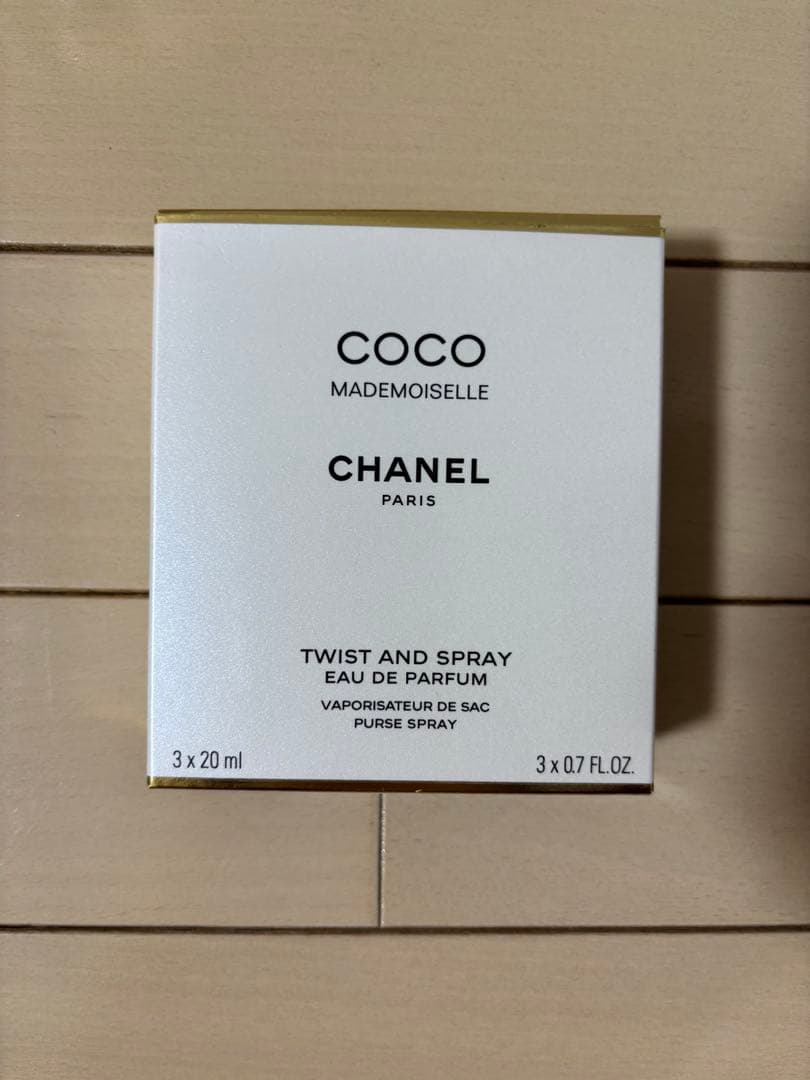 COCO
MADEMOISELLE
CHANEL
PARIS
TWIST AND SPRAY
EAU DE PARFUM
VAPORISATEUR DE SAC
PURSE SPRAY
3 x 20 ml
3 x 0.7 FL.OZ.